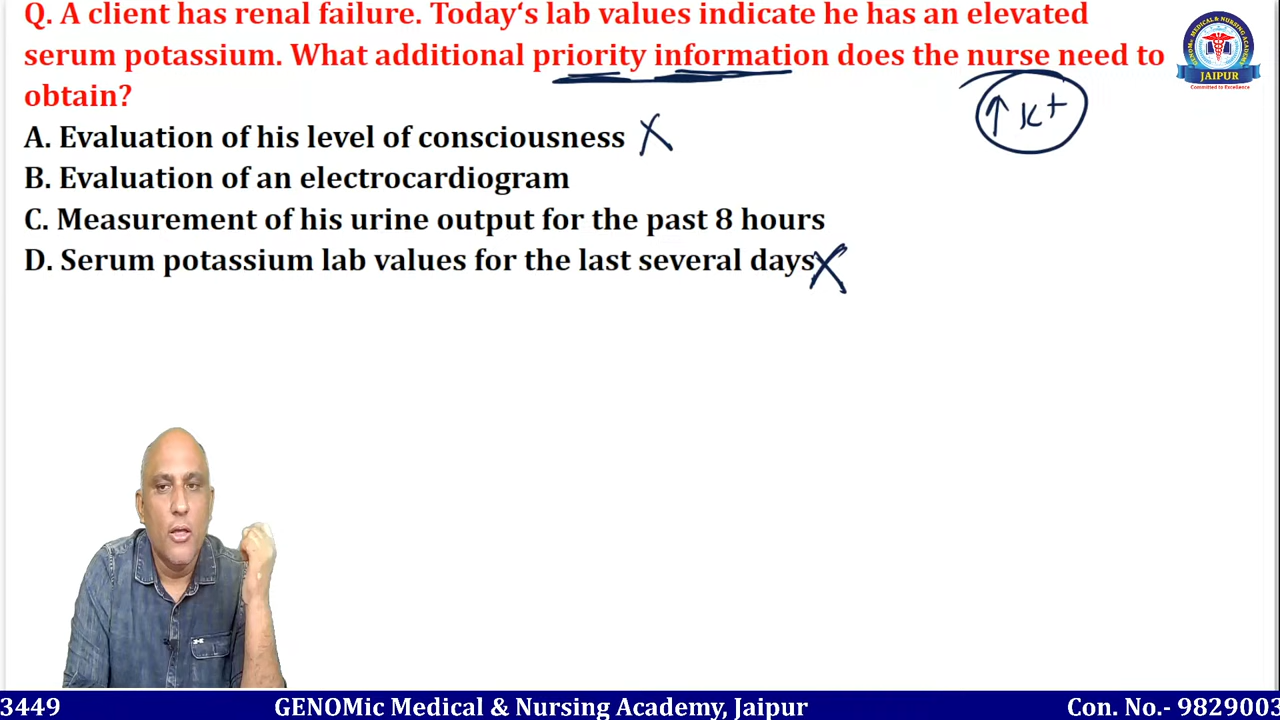 Q. A client has renal failure. Today‘s lab values indicate he has an elevated
serum potassium. What additional priority information does the nurse need to
obtain?
↑ K+
A. Evaluation of his level of consciousness X
B. Evaluation of an electrocardiogram
C. Measurement of his urine output for the past 8 hours
D. Serum potassium lab values for the last several days X
JAIPUR
Committed to Excellence
3449 GENOMic Medical & Nursing Academy, Jaipur Con. No.- 9829003